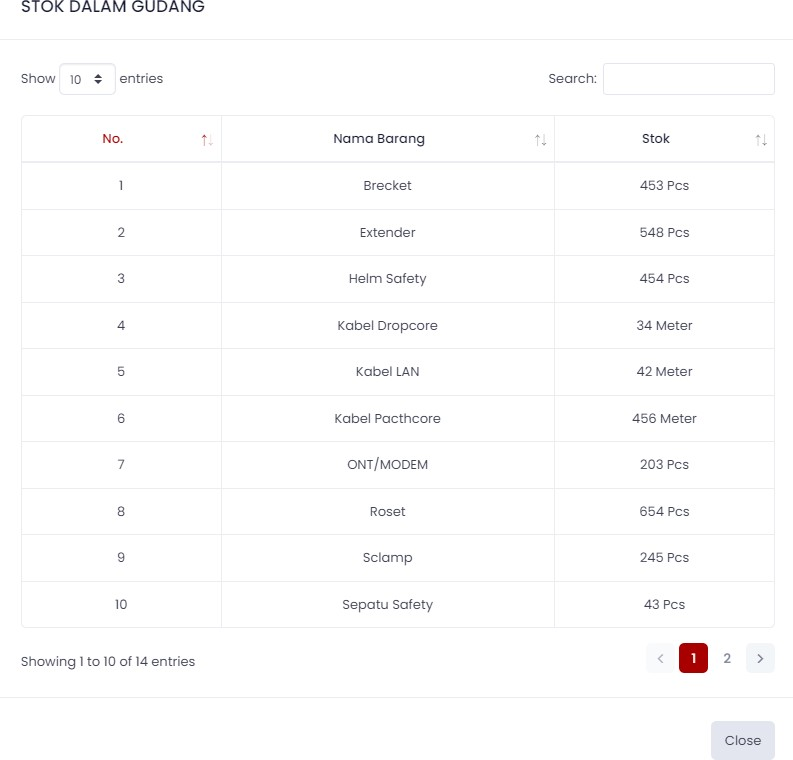 STOK DALAM GUDANG
Show 10 entries
Search:
No. Nama Barang Stok
1 Brecket 453 Pcs
2 Extender 548 Pcs
3 Helm Safety 454 Pcs
4 Kabel Dropcore 34 Meter
5 Kabel LAN 42 Meter
6 Kabel Pacthcore 456 Meter
7 ONT/MODEM 203 Pcs
8 Roset 654 Pcs
9 Sclamp 245 Pcs
10 Sepatu Safety 43 Pcs
Showing 1 to 10 of 14 entries
1 2
Close